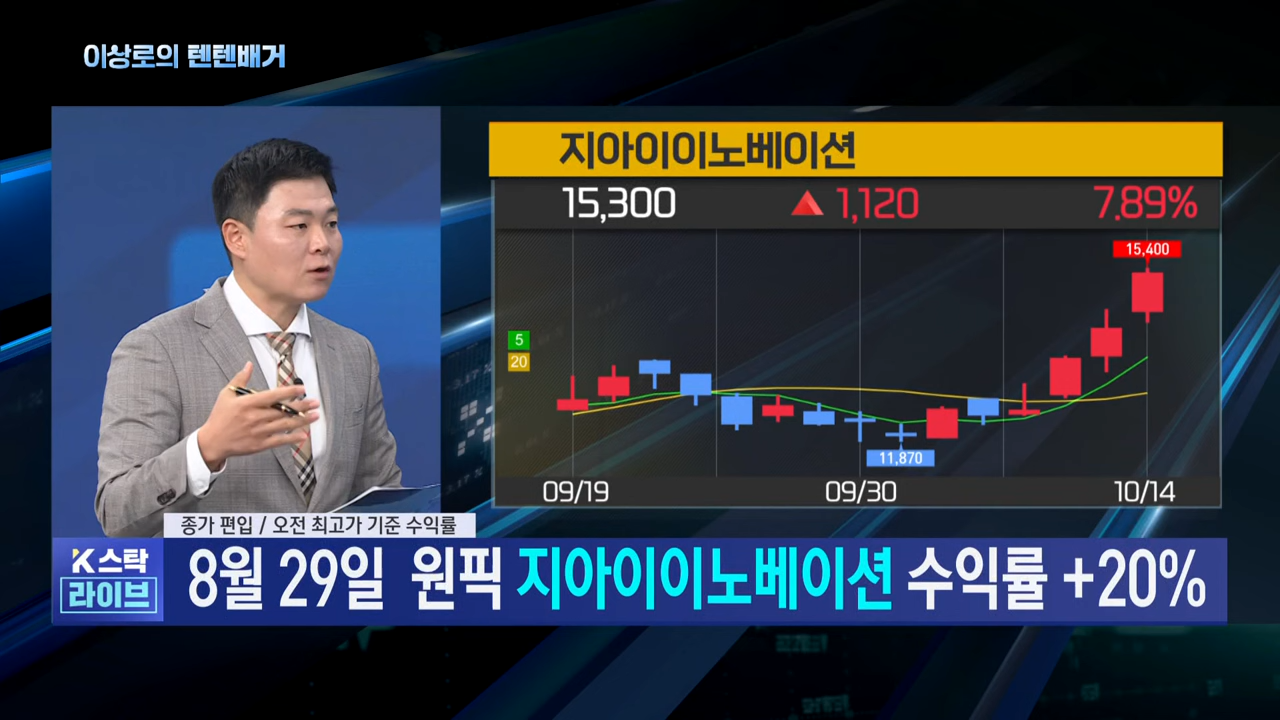 이상로의 텐텐배거
지아이이노베이션
15,300 ▲ 1,120 7.89%
15,400
5
20
11,870
09/19 09/30 10/14
종가 편입 / 오전 최고가 기준 수익률
K스탁
라이브
8월 29일 원픽 지아이이노베이션 수익률 +20%